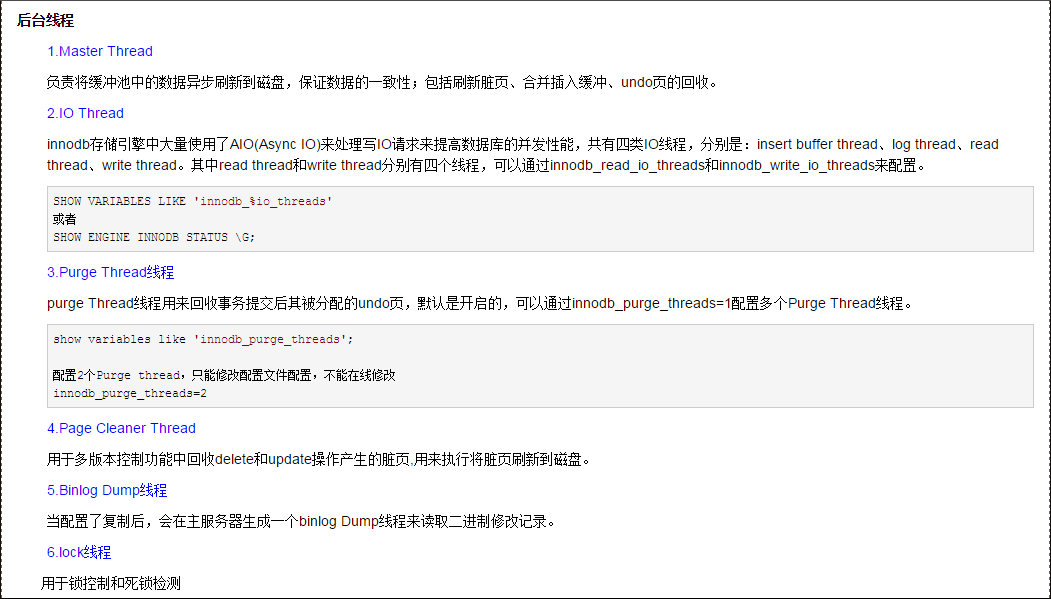 后台线程
1.Master Thread
负责将缓冲池中的数据异步刷新到磁盘，保证数据的一致性；包括刷新脏页、合并插入缓冲、undo页的回收。
2.IO Thread
innodb存储引擎中大量使用了AIO(Async IO)来处理写IO请求来提高数据库的并发性能，共有四类IO线程，分别是：insert buffer thread、log thread、read
thread、write thread。其中read thread和write thread分别有四个线程，可以通过innodb_read_io_threads和innodb_write_io_threads来配置。
SHOW VARIABLES LIKE 'innodb_%io_threads'
或者
SHOW ENGINE INNODB STATUS \G;
3.Purge Thread线程
purge Thread线程用来回收事务提交后其被分配的undo页，默认是开启的，可以通过innodb_purge_threads=1配置多个Purge Thread线程。
show variables like 'innodb_purge_threads';
配置2个Purge thread，只能修改配置文件配置，不能在线修改
innodb_purge_threads=2
4.Page Cleaner Thread
用于多版本控制功能中回收delete和update操作产生的脏页,用来执行将脏页刷新到磁盘。
5.Binlog Dump线程
当配置了复制后，会在主服务器生成一个binlog Dump线程来读取二进制修改记录。
6.lock线程
用于锁控制和死锁检测